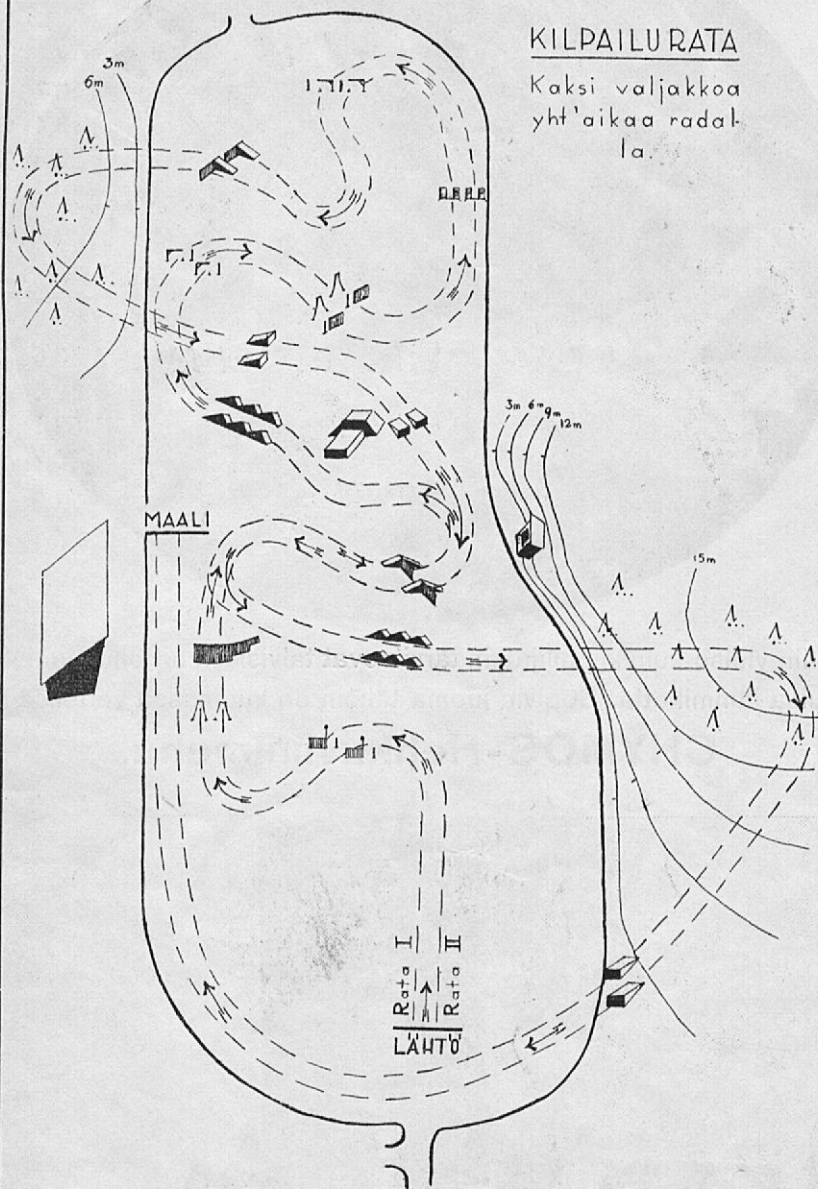 KILPAILURATA
Kaksi valjakkoa
yht'aikaa radal-
la.
3m
6m
3m 6m 9m 12m
15m
MAALI
Rata I
Rata II
LÄHTÖ